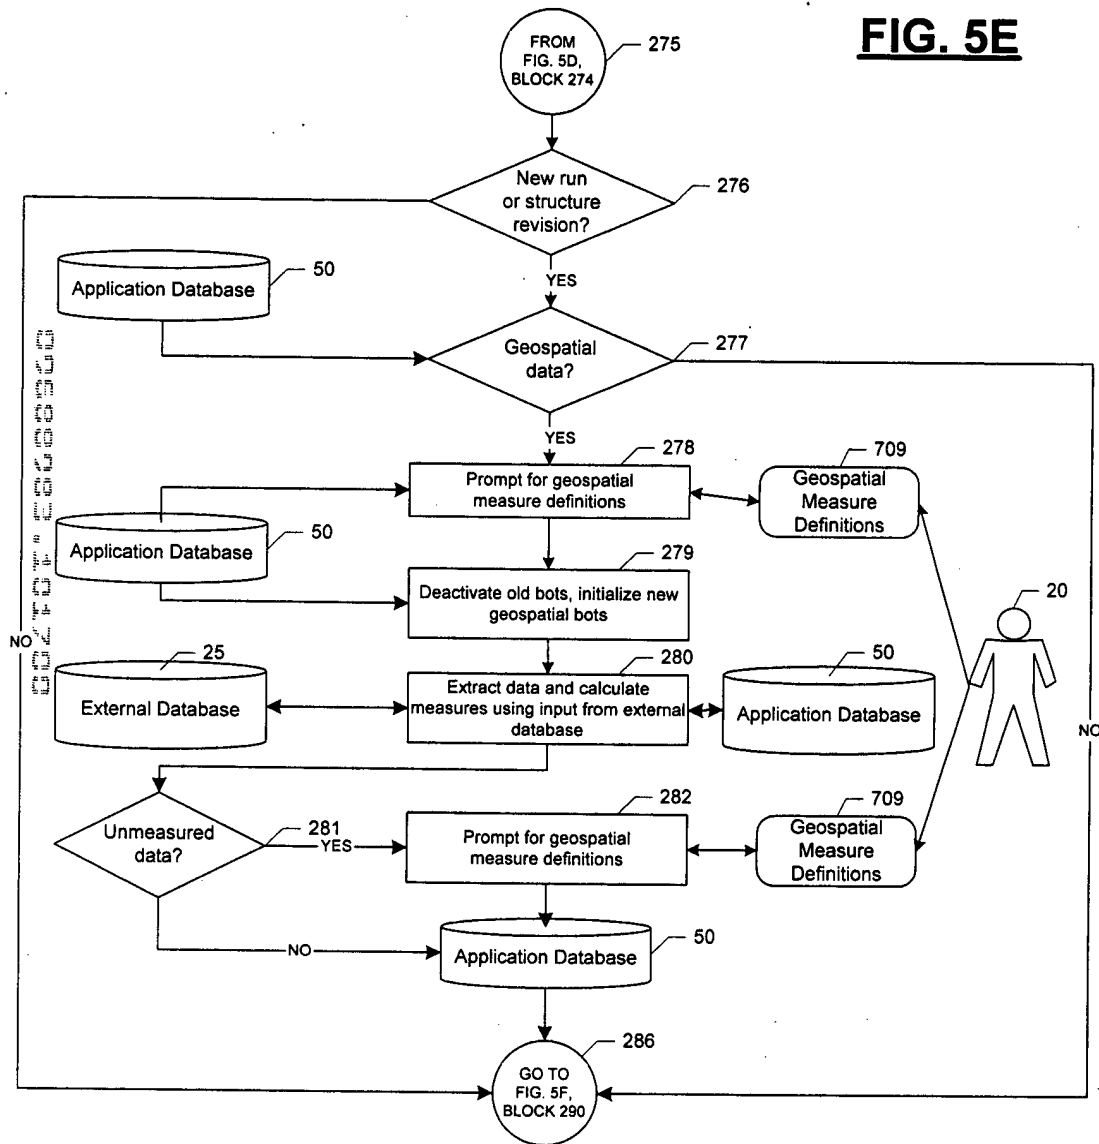 FIG. 5E
FROM
FIG. 5D,
BLOCK 274
275
New run
or structure
revision?
276
YES
Application Database
50
Geospatial
data?
277
YES
278
Prompt for geospatial
measure definitions
709
Geospatial
Measure
Definitions
Application Database
50
279
Deactivate old bots, initialize new
geospatial bots
20
NO
25
External Database
280
Extract data and calculate
measures using input from external
database
50
Application Database
NO
Unmeasured
data?
281
YES
282
Prompt for geospatial
measure definitions
709
Geospatial
Measure
Definitions
NO
Application Database
50
286
GO TO
FIG. 5F,
BLOCK 290